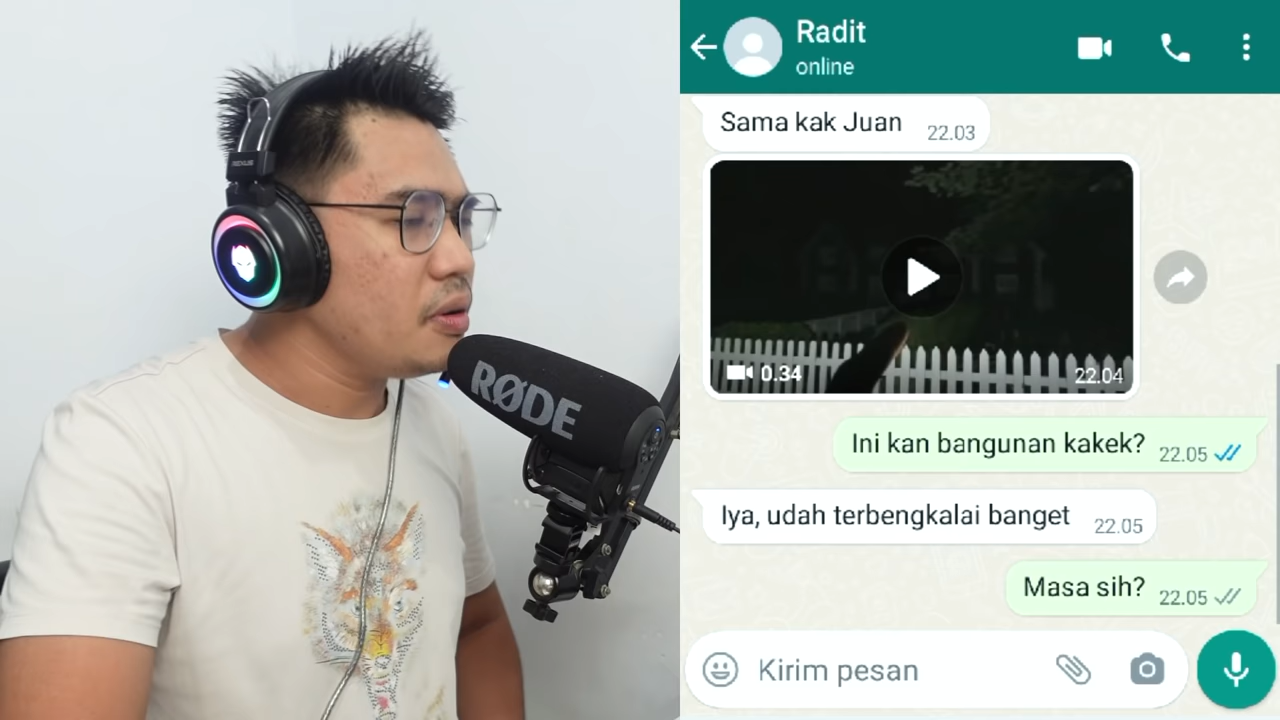 REXUS
RØDE
Radit
online
Sama kak Juan 22.03
0.34 22.04
Ini kan bangunan kakek? 22.05
Iya, udah terbengkalai banget 22.05
Masa sih? 22.05
Kirim pesan